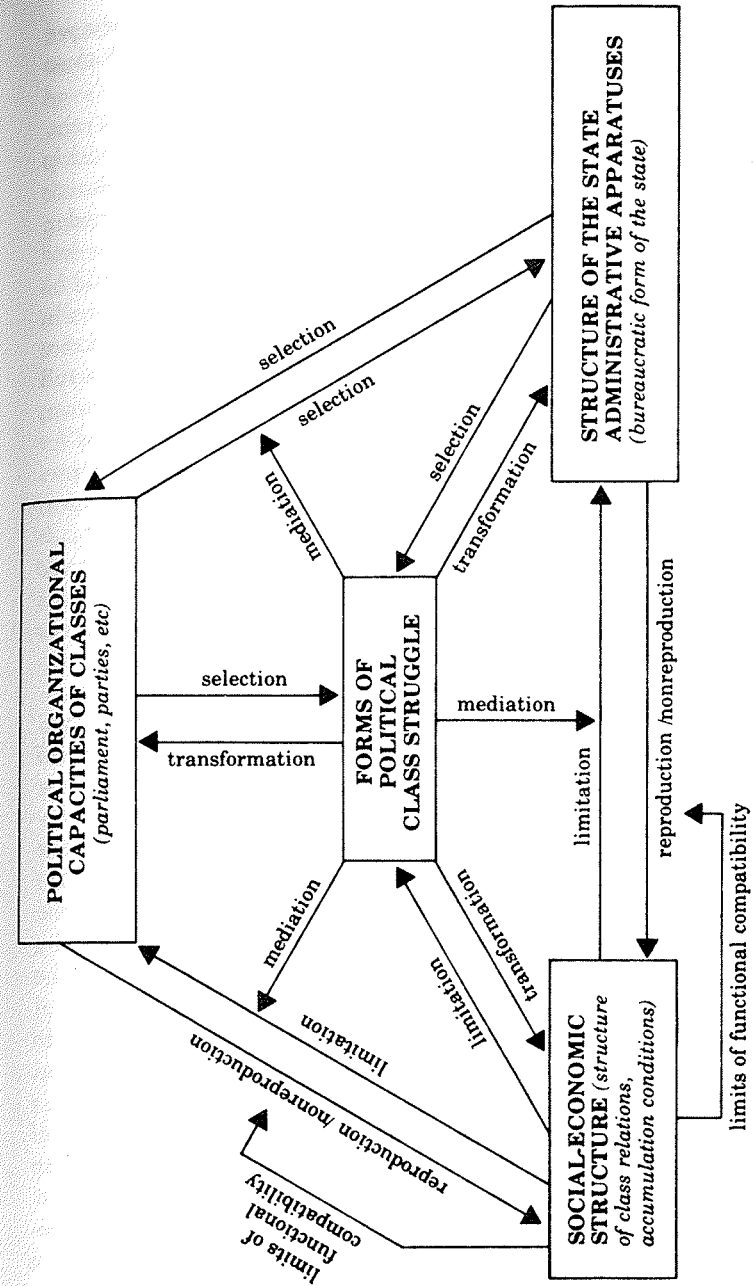 POLITICAL ORGANIZATIONAL
CAPACITIES OF CLASSES
(parliament, parties, etc)
limits of
functional
compatibility
reproduction /nonreproduction
limitation
mediation
transformation
selection
mediation
selection
selection
FORMS OF
POLITICAL
CLASS STRUGGLE
limitation
transformation
mediation
selection
transformation
SOCIAL-ECONOMIC
STRUCTURE (structure
of class relations,
accumulation conditions)
limitation
reproduction /nonreproduction
limits of functional compatibility
STRUCTURE OF THE STATE
ADMINISTRATIVE APPARATUSES
(bureaucratic form of the state)